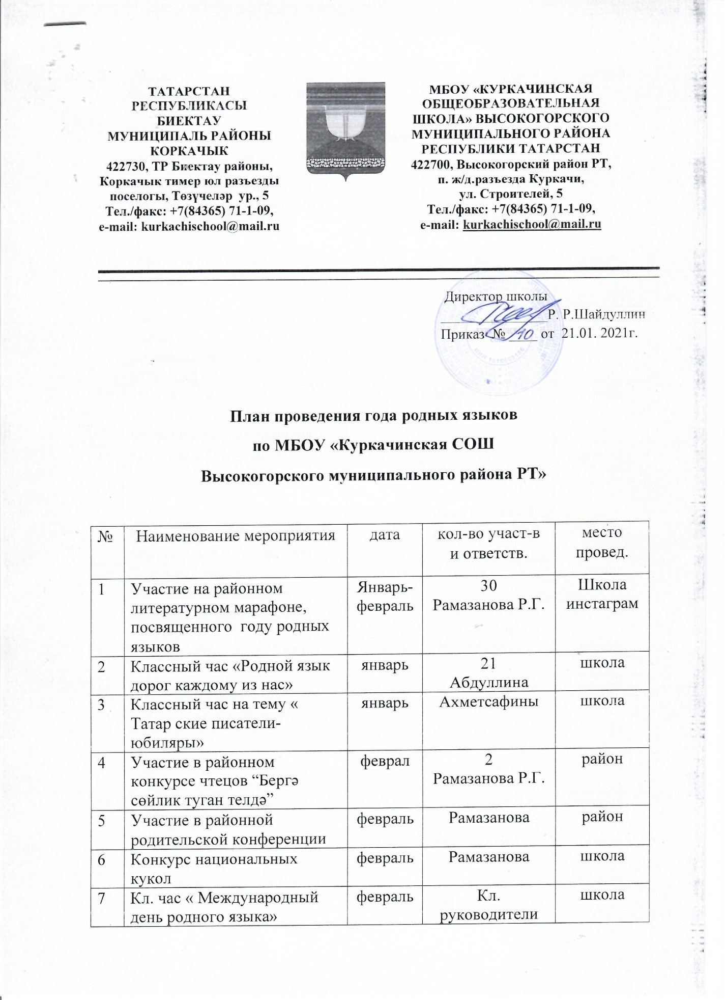 ТАТАРСТАН
РЕСПУБЛИКАСЫ
БИЕКТАУ
МУНИЦИПАЛЬ РАЙОНЫ
КОРКАЧЫК
422730, ТР Биектау районы,
Коркачык тимер юл разъезды
поселогы, Төзүчеләр ур., 5
Тел./факс: +7(84365) 71-1-09,
e-mail: kurkachischool@mail.ru
МБОУ «КУРКАЧИНСКАЯ
ОБЩЕОБРАЗОВАТЕЛЬНАЯ
ШКОЛА» ВЫСОКОГОРСКОГО
МУНИЦИПАЛЬНОГО РАЙОНА
РЕСПУБЛИКИ ТАТАРСТАН
422700, Высокогорский район РТ,
п. ж/д.разъезда Куркачи,
ул. Строителей, 5
Тел./факс: +7(84365) 71-1-09,
e-mail: kurkachischool@mail.ru
Директор школы
_______________Р. Р.Шайдуллин
Приказ № 10 от 21.01. 2021г.
План проведения года родных языков
по МБОУ «Куркачинская СОШ
Высокогорского муниципального района РТ»
№ Наименование мероприятия дата кол-во участ-в место
и ответств. провед.
1 Участие на районном Январь- 30 Школа
литературном марафоне, февраль Рамазанова Р.Г. инстаграм
посвященного году родных
языков
2 Классный час «Родной язык январь 21 школа
дорог каждому из нас» Абдуллина
3 Классный час на тему « январь Ахметсафины школа
Татар ские писатели-
юбиляры»
4 Участие в районном феврал 2 район
конкурсе чтецов “Бергә Рамазанова Р.Г.
сөйлик туган телдә”
5 Участие в районной февраль Рамазанова район
родительской конференции
6 Конкурс национальных февраль Рамазанова школа
кукол
7 Кл. час « Международный февраль Кл. школа
день родного языка» руководители